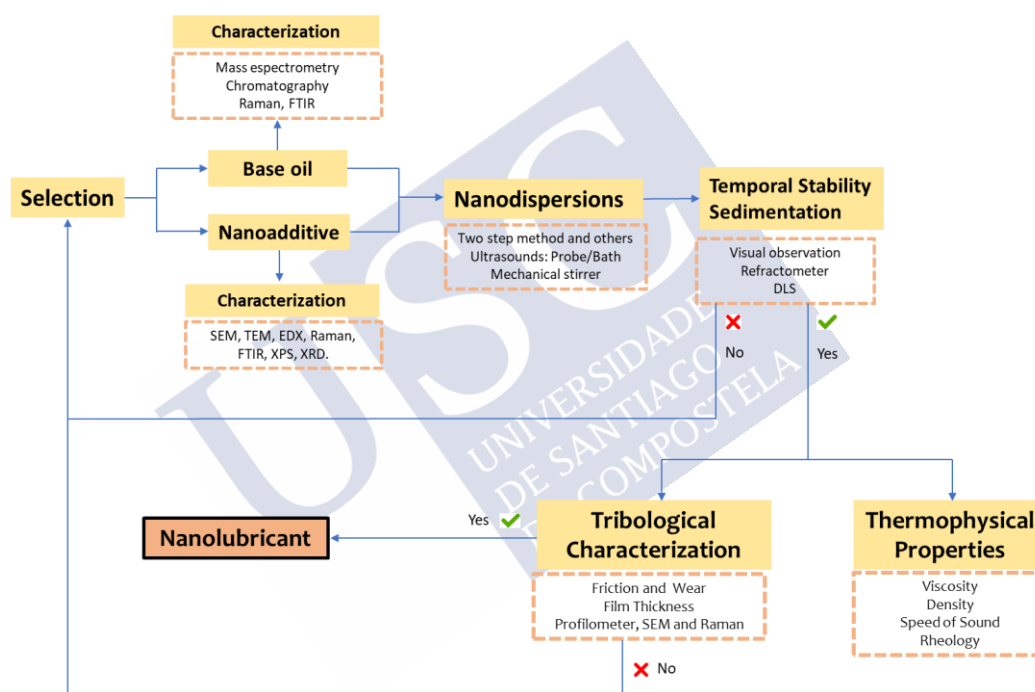 Characterization
Mass espectrometry
Chromatography
Raman, FTIR
Base oil
Selection
Nanoadditive
Characterization
SEM, TEM, EDX, Raman,
FTIR, XPS, XRD.
Nanodispersions
Two step method and others
Ultrasounds: Probe/Bath
Mechanical stirrer
Temporal Stability
Sedimentation
Visual observation
Refractometer
DLS
No
Yes
USC
UNIVERSIDADE
DE SANTIAGO
DE COMPOSTELA
Yes
Nanolubricant
Tribological
Characterization
Friction and Wear
Film Thickness
Profilometer, SEM and Raman
No
Thermophysical
Properties
Viscosity
Density
Speed of Sound
Rheology